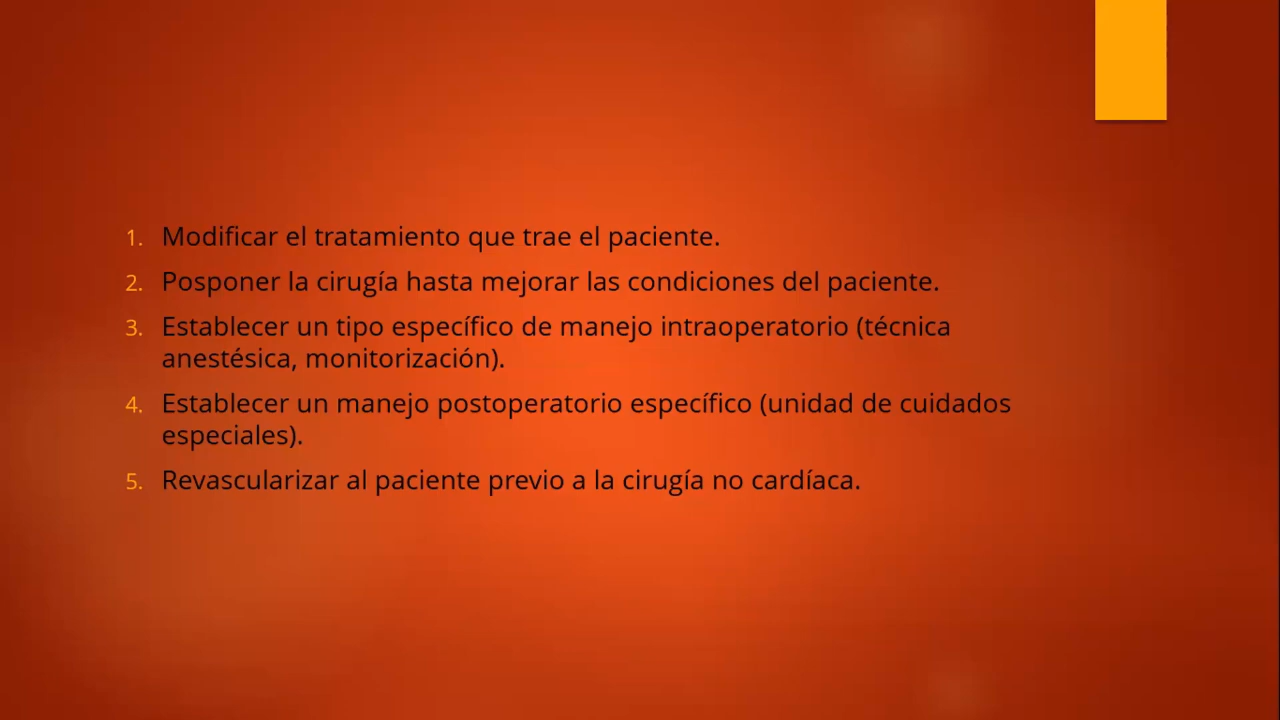 1. Modificar el tratamiento que trae el paciente.
2. Posponer la cirugía hasta mejorar las condiciones del paciente.
3. Establecer un tipo específico de manejo intraoperatorio (técnica
anestésica, monitorización).
4. Establecer un manejo postoperatorio específico (unidad de cuidados
especiales).
5. Revascularizar al paciente previo a la cirugía no cardíaca.